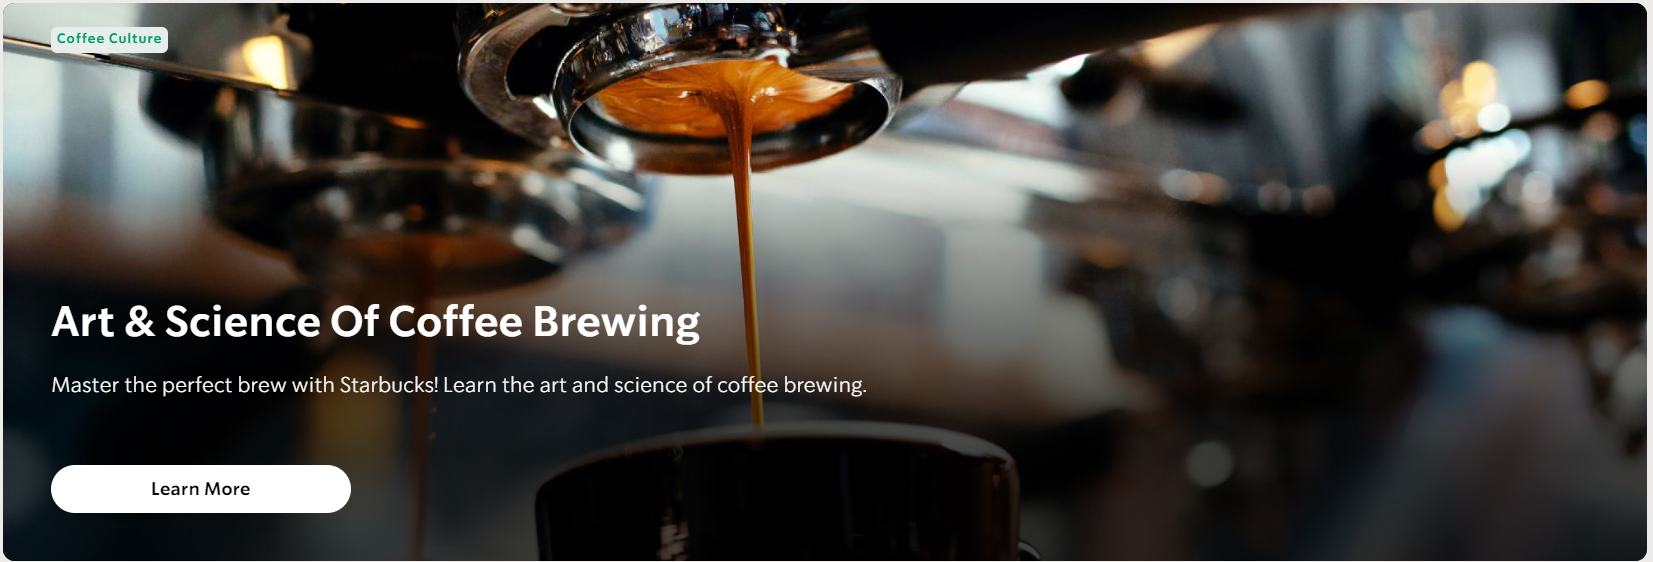 Coffee Culture
Art & Science Of Coffee Brewing
Master the perfect brew with Starbucks! Learn the art and science of coffee brewing.
Learn More